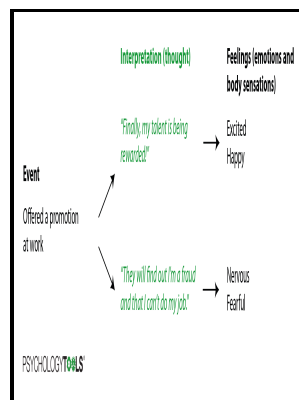 Interpretation (thought)
Feelings (emotions and
body sensations)
"Finally, my talent is being
rewarded!"
Excited
Happy
Event
Offered a promotion
at work
"They will find out I'm a fraud
and that I can't do my job."
Nervous
Fearful
PSYCHOLOGYTOOLS®